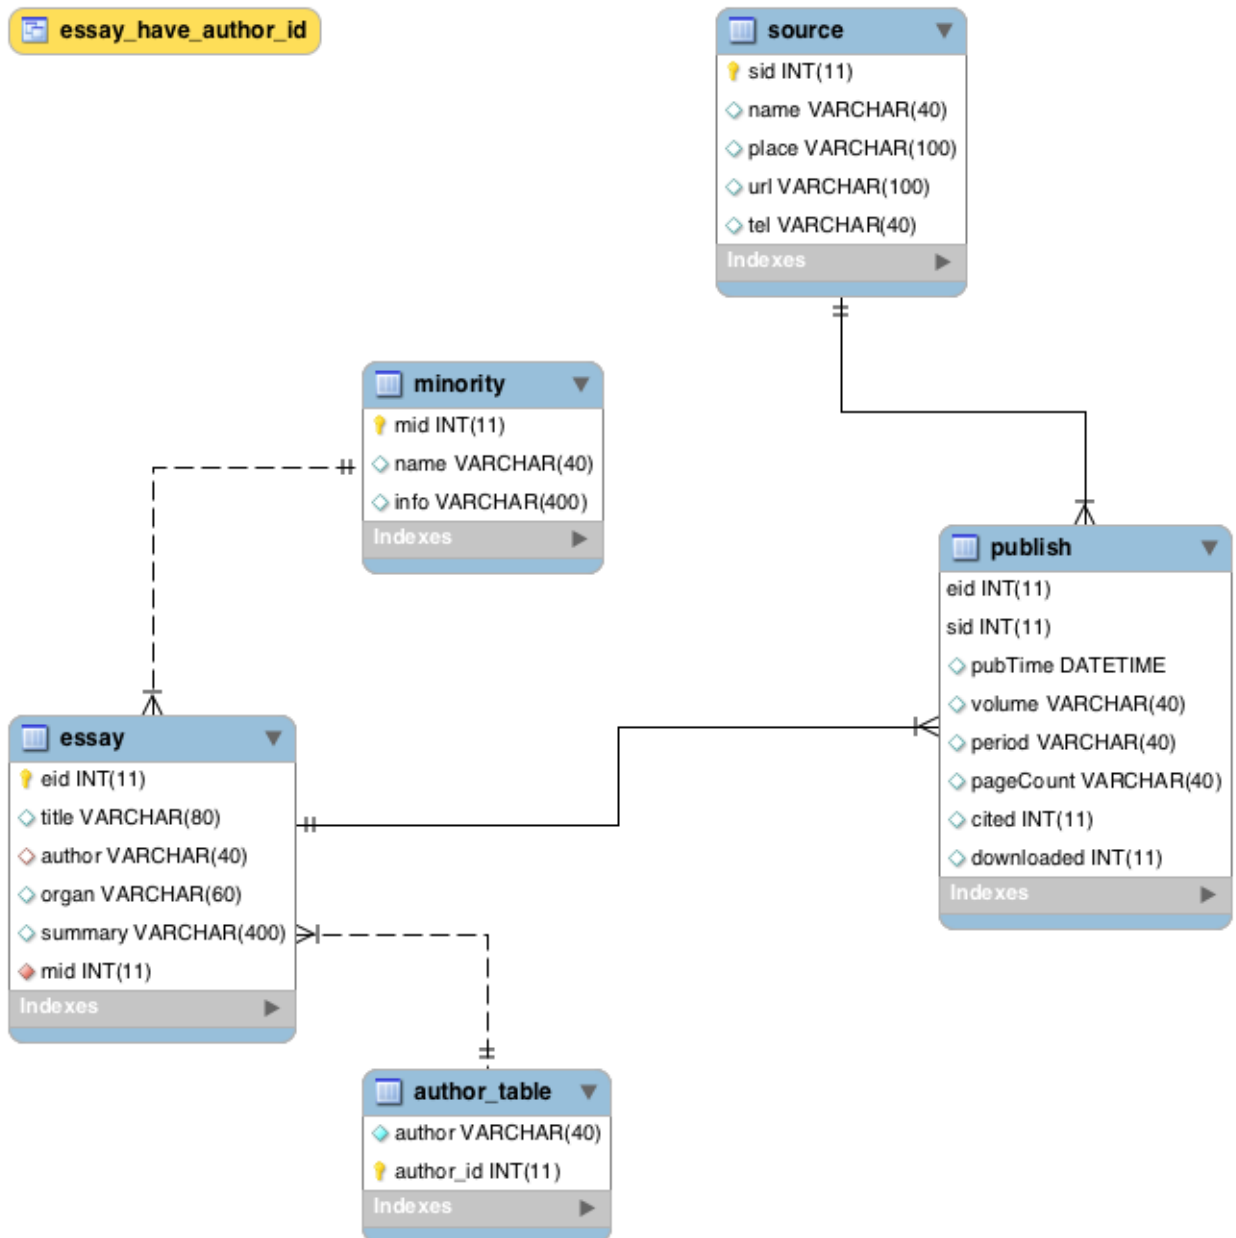 essay_have_author_id
source
sid INT(11)
name VARCHAR(40)
place VARCHAR(100)
url VARCHAR(100)
tel VARCHAR(40)
Indexes
minority
mid INT(11)
name VARCHAR(40)
info VARCHAR(400)
Indexes
publish
eid INT(11)
sid INT(11)
pubTime DATETIME
volume VARCHAR(40)
period VARCHAR(40)
pageCount VARCHAR(40)
cited INT(11)
downloaded INT(11)
Indexes
essay
eid INT(11)
title VARCHAR(80)
author VARCHAR(40)
organ VARCHAR(60)
summary VARCHAR(400)
mid INT(11)
Indexes
author_table
author VARCHAR(40)
author_id INT(11)
Indexes